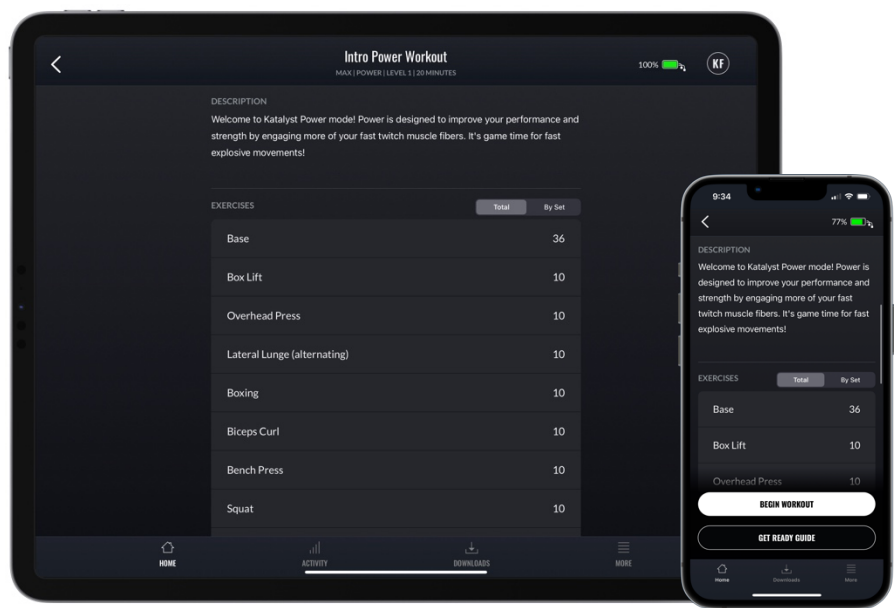 Intro Power Workout
MAX | POWER | LEVEL 1 | 20 MINUTES
100%
KF
DESCRIPTION
Welcome to Katalyst Power mode! Power is designed to improve your performance and
strength by engaging more of your fast twitch muscle fibers. It's game time for fast
explosive movements!
EXERCISES
Total By Set
Base 36
Box Lift 10
Overhead Press 10
Lateral Lunge (alternating) 10
Boxing 10
Biceps Curl 10
Bench Press 10
Squat 10
HOME ACTIVITY DOWNLOADS MORE
9:34
77%
DESCRIPTION
Welcome to Katalyst Power mode! Power is
designed to improve your performance and
strength by engaging more of your fast
twitch muscle fibers. It's game time for fast
explosive movements!
EXERCISES
Total By Set
Base 36
Box Lift 10
Overhead Press 10
BEGIN WORKOUT
GET READY GUIDE
Home Downloads More